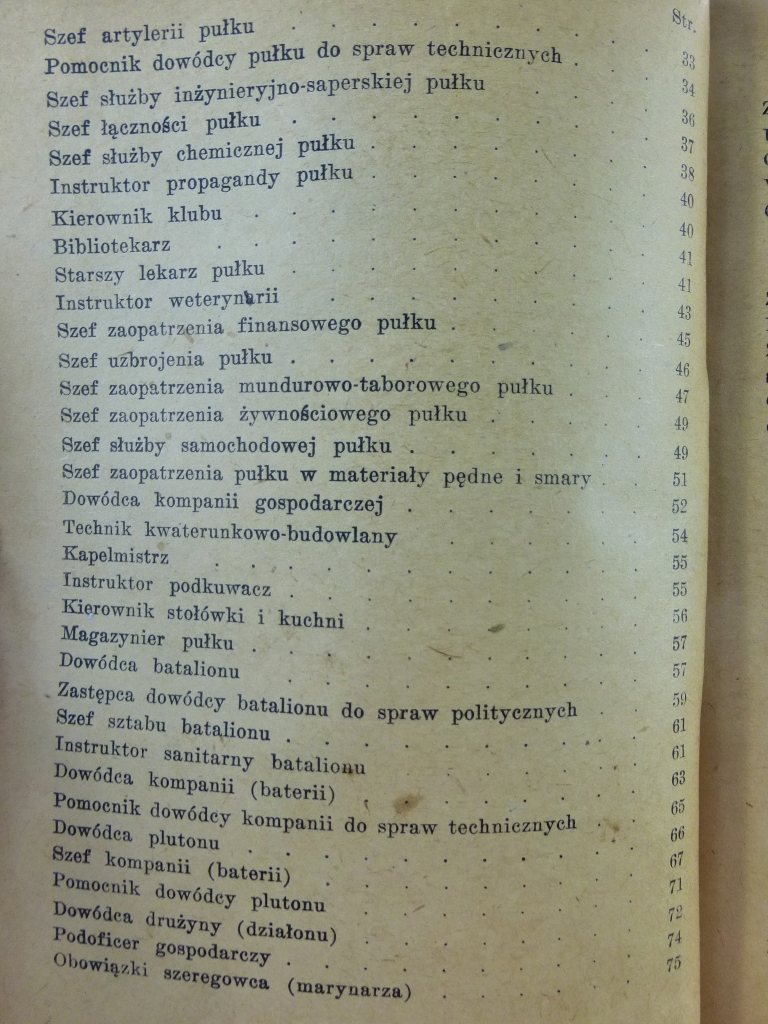 Str.
Szef artylerii pułku . . . . . . . . 33
Pomocnik dowódcy pułku do spraw technicznych . . . 34
Szef służby inżynieryjno-saperskiej pułku . . . . 36
Szef łączności pułku . . . . . . . . 37
Szef służby chemicznej pułku . . . . . . 38
Instruktor propagandy pułku . . . . . . 40
Kierownik klubu . . . . . . . . 40
Bibliotekarz . . . . . . . . . 41
Starszy lekarz pułku . . . . . . . . 41
Instruktor weterynarii . . . . . . . 43
Szef zaopatrzenia finansowego pułku . . . . . 45
Szef uzbrojenia pułku . . . . . . . . 46
Szef zaopatrzenia mundurowo-taborowego pułku . . . 47
Szef zaopatrzenia żywnościowego pułku . . . . 49
Szef służby samochodowej pułku . . . . . . 49
Szef zaopatrzenia pułku w materiały pędne i smary . . 51
Dowódca kompanii gospodarczej . . . . . . 52
Technik kwaterunkowo-budowlany . . . . . 54
Kapelmistrz . . . . . . . . . 55
Instruktor podkuwacz . . . . . . . . 55
Kierownik stołówki i kuchni . . . . . . 56
Magazynier pułku . . . . . . . . 57
Dowódca batalionu . . . . . . . . 57
Zastępca dowódcy batalionu do spraw politycznych . . 59
Szef sztabu batalionu . . . . . . . . 61
Instruktor sanitarny batalionu . . . . . . 61
Dowódca kompanii (baterii) . . . . . . 63
Pomocnik dowódcy kompanii do spraw technicznych . . 65
Dowódca plutonu . . . . . . . . 66
Szef kompanii (baterii) . . . . . . . 67
Pomocnik dowódcy plutonu . . . . . . 71
Dowódca drużyny (działonu) . . . . . . 72
Podoficer gospodarczy . . . . . . . . 74
Obowiązki szeregowca (marynarza) . . . . . 75